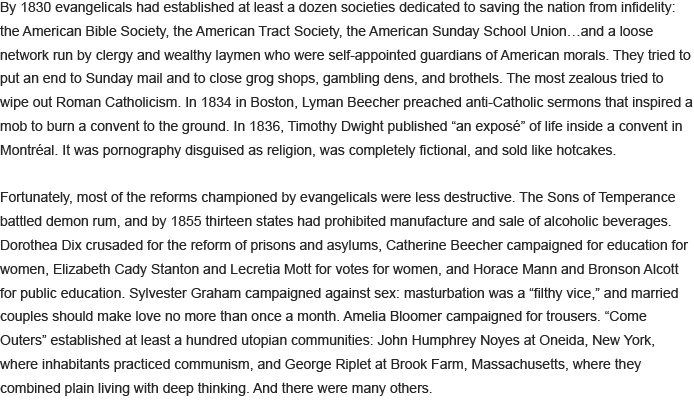 By 1830 evangelicals had established at least a dozen societies dedicated to saving the nation from infidelity:
the American Bible Society, the American Tract Society, the American Sunday School Union…and a loose
network run by clergy and wealthy laymen who were self-appointed guardians of American morals. They tried to
put an end to Sunday mail and to close grog shops, gambling dens, and brothels. The most zealous tried to
wipe out Roman Catholicism. In 1834 in Boston, Lyman Beecher preached anti-Catholic sermons that inspired a
mob to burn a convent to the ground. In 1836, Timothy Dwight published “an exposé” of life inside a convent in
Montréal. It was pornography disguised as religion, was completely fictional, and sold like hotcakes.

Fortunately, most of the reforms championed by evangelicals were less destructive. The Sons of Temperance
battled demon rum, and by 1855 thirteen states had prohibited manufacture and sale of alcoholic beverages.
Dorothea Dix crusaded for the reform of prisons and asylums, Catherine Beecher campaigned for education for
women, Elizabeth Cady Stanton and Lecretia Mott for votes for women, and Horace Mann and Bronson Alcott
for public education. Sylvester Graham campaigned against sex: masturbation was a “filthy vice,” and married
couples should make love no more than once a month. Amelia Bloomer campaigned for trousers. “Come
Outers” established at least a hundred utopian communities: John Humphrey Noyes at Oneida, New York,
where inhabitants practiced communism, and George Riplet at Brook Farm, Massachusetts, where they
combined plain living with deep thinking. And there were many others.